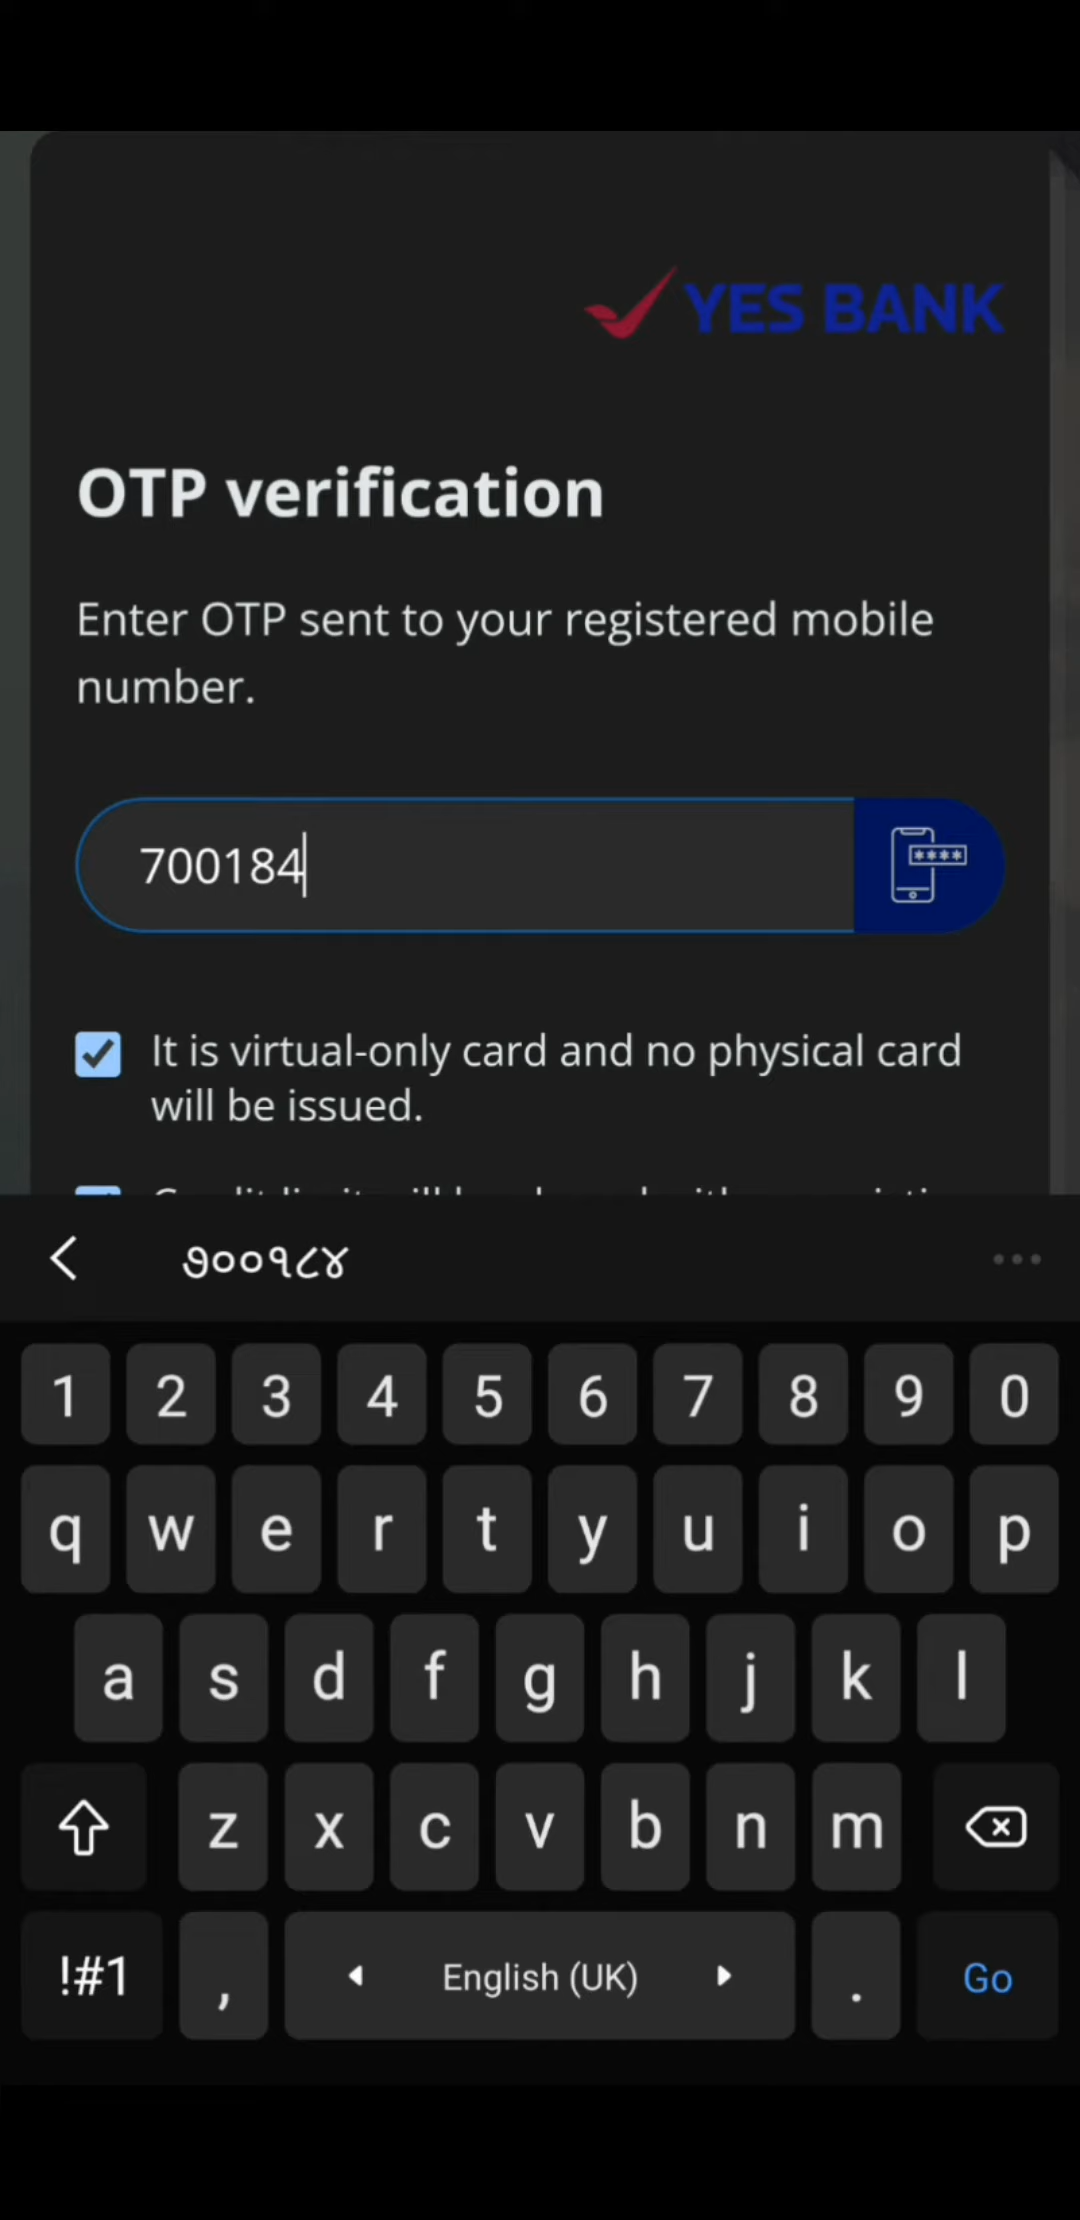 YES BANK
OTP verification
Enter OTP sent to your registered mobile
number.
700184
****
It is virtual-only card and no physical card
will be issued.
૭૦૦૧૮૪
1 2 3 4 5 6 7 8 9 0
q w e r t y u i o p
a s d f g h j k l
z x c v b n m
!#1 , English (UK) . Go